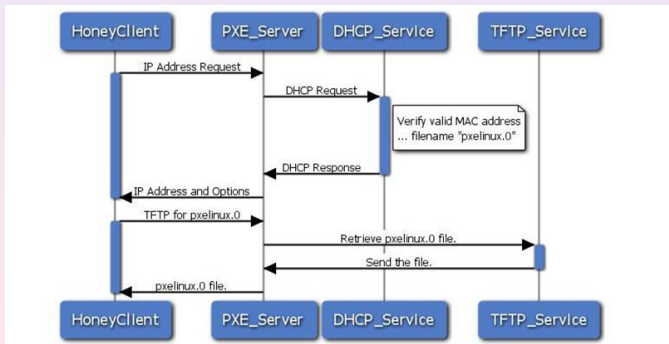 HoneyClient
PXE_Server
DHCP_Service
TFTP_Service
IP Address Request
DHCP Request
Verify valid MAC address
... filename "pxelinux.0"
DHCP Response
IP Address and Options
TFTP for pxelinux.0
Retrieve pxelinux.0 file.
Send the file.
pxelinux.0 file.
HoneyClient
PXE_Server
DHCP_Service
TFTP_Service